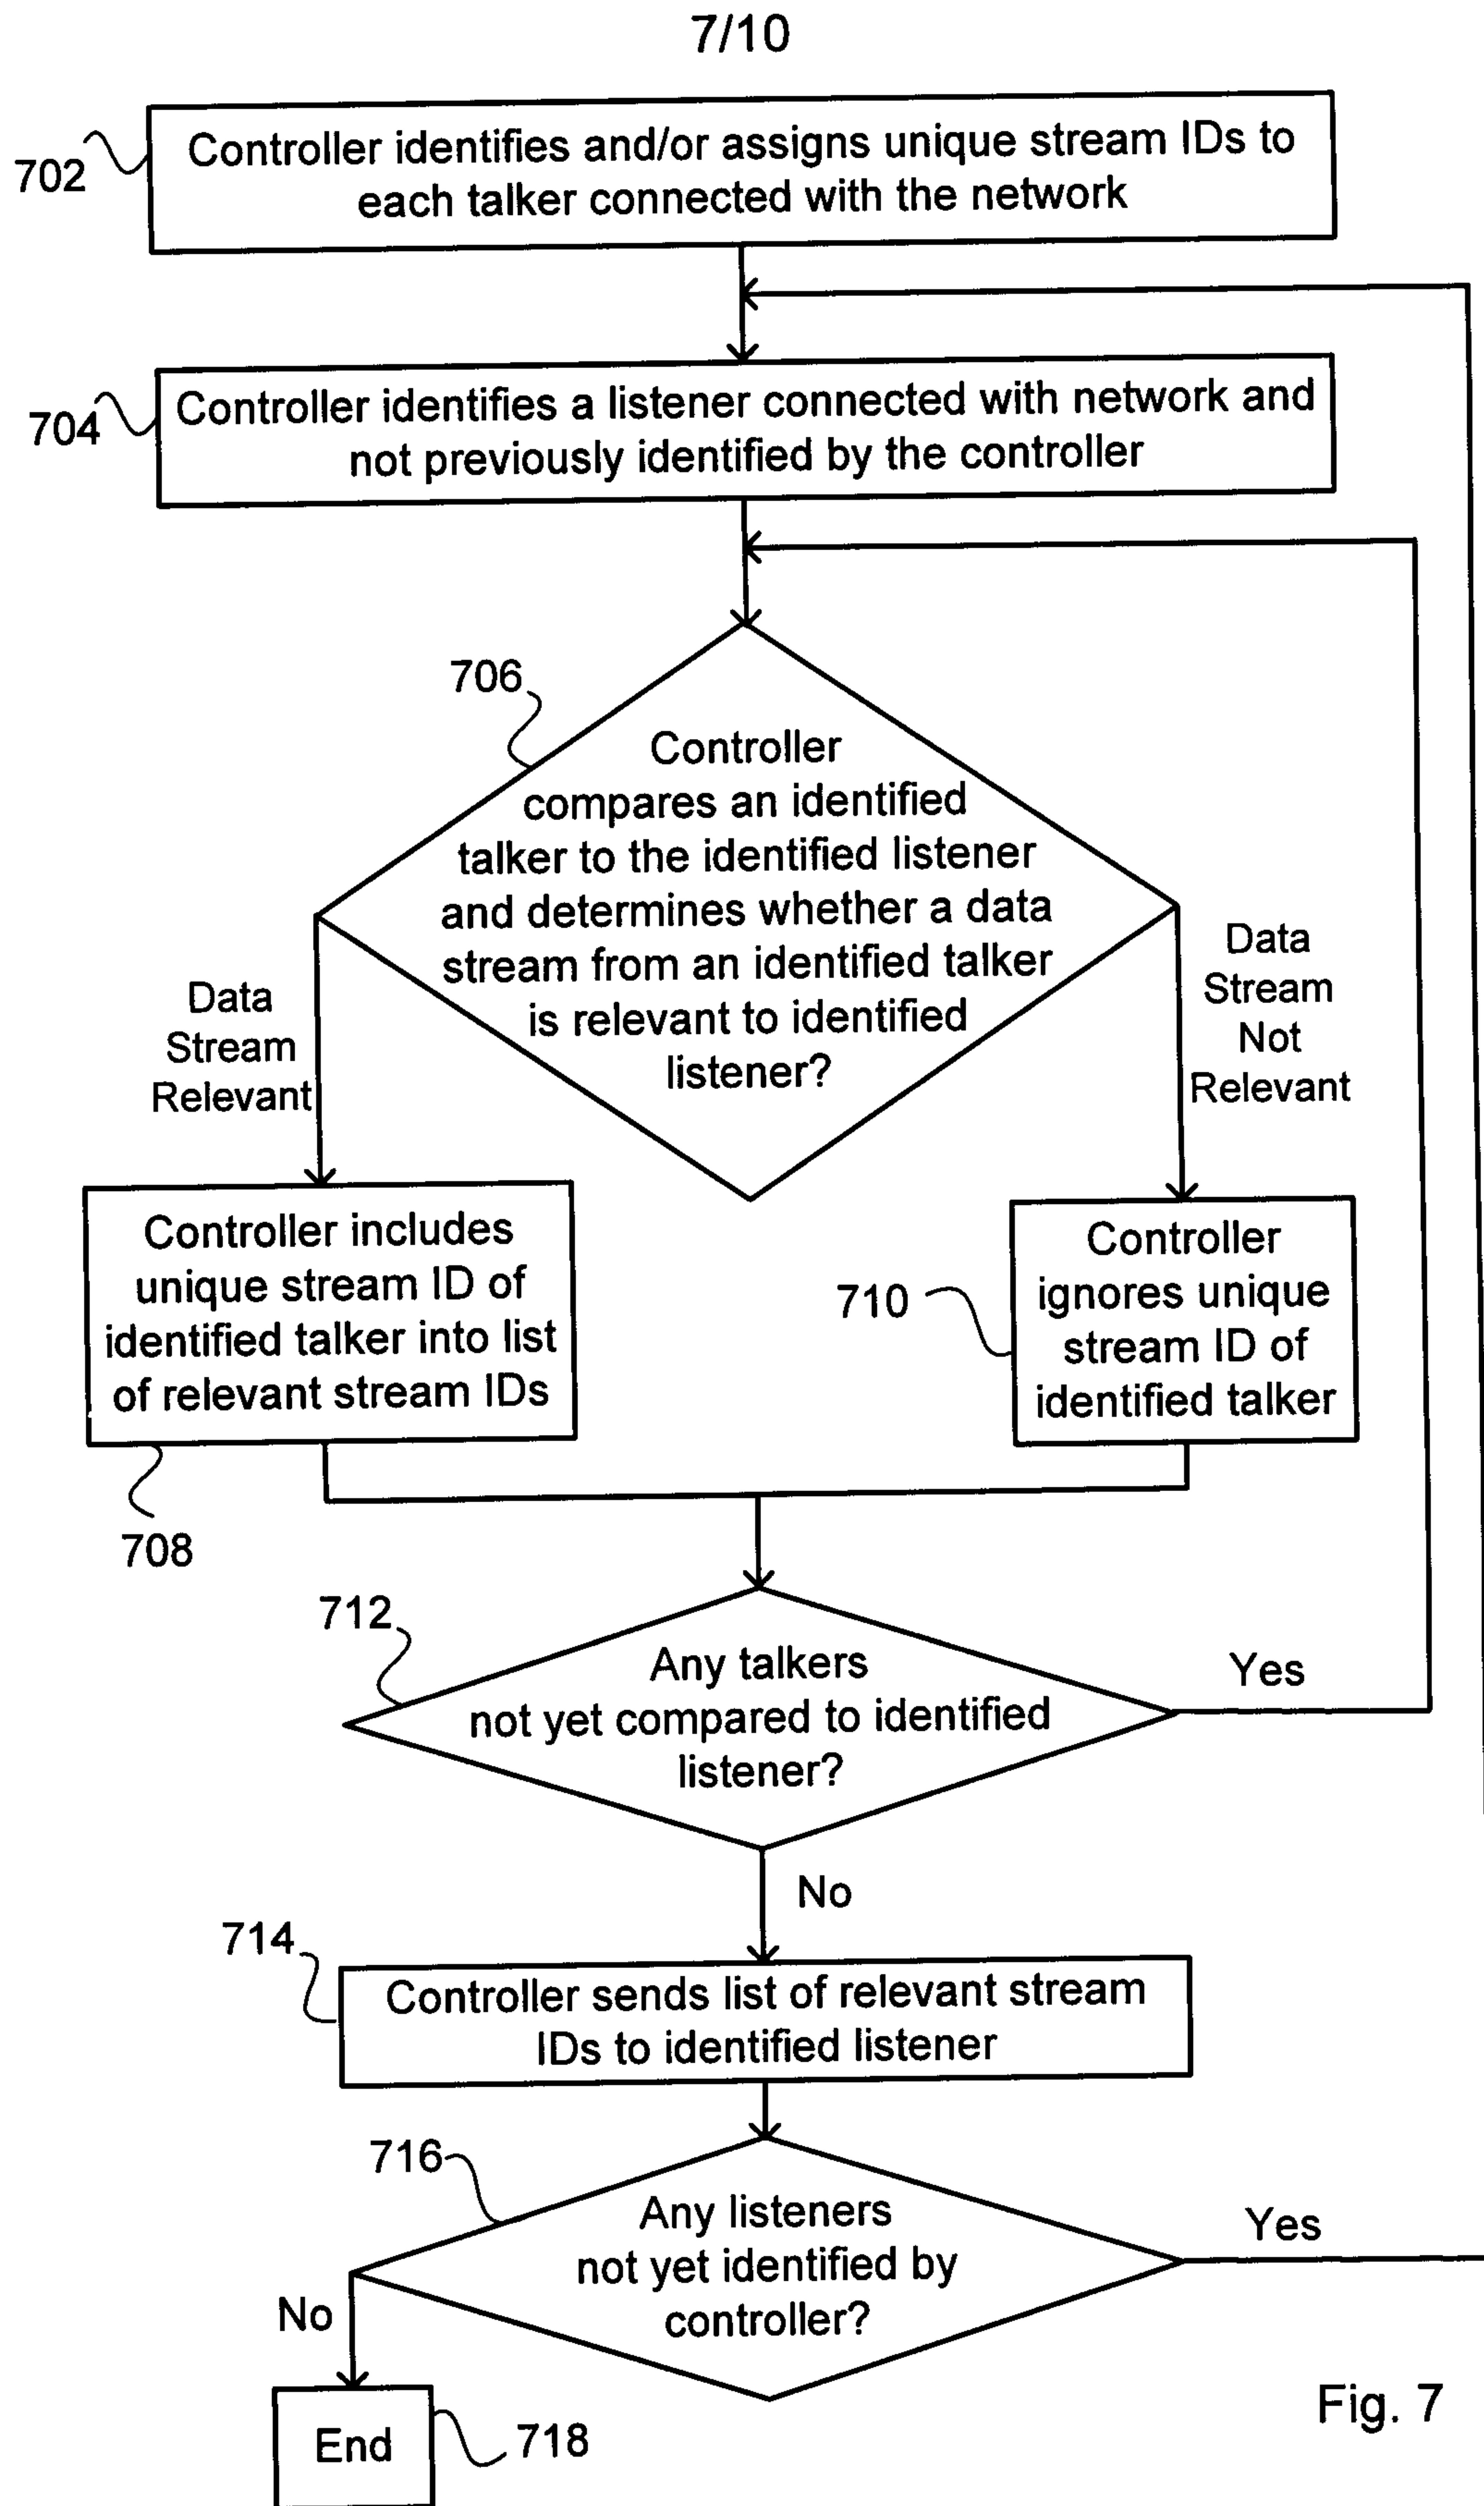 7/10
702
Controller identifies and/or assigns unique stream IDs to
each talker connected with the network
704
Controller identifies a listener connected with network and
not previously identified by the controller
706
Controller
compares an identified
talker to the identified listener
and determines whether a data
stream from an identified talker
is relevant to identified
listener?
Data
Stream
Relevant
Data
Stream
Not
Relevant
Controller includes
unique stream ID of
identified talker into list
of relevant stream IDs
708
710
Controller
ignores unique
stream ID of
identified talker
712
Any talkers
not yet compared to identified
listener?
Yes
No
714
Controller sends list of relevant stream
IDs to identified listener
716
Any listeners
not yet identified by
controller?
Yes
No
End
718
Fig. 7